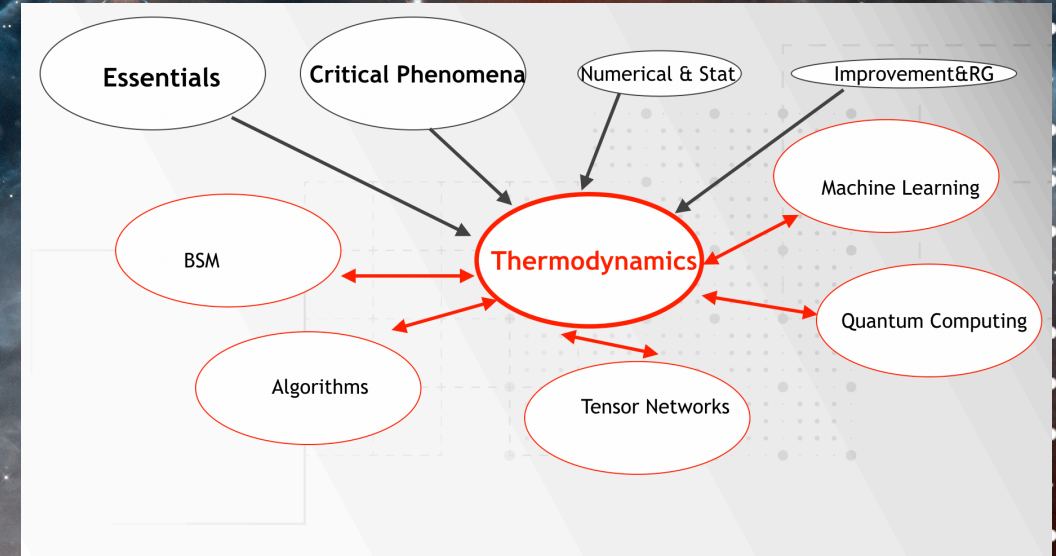 Essentials
Critical Phenomena
Numerical & Stat
Improvement&RG
Machine Learning
BSM
Thermodynamics
Quantum Computing
Algorithms
Tensor Networks